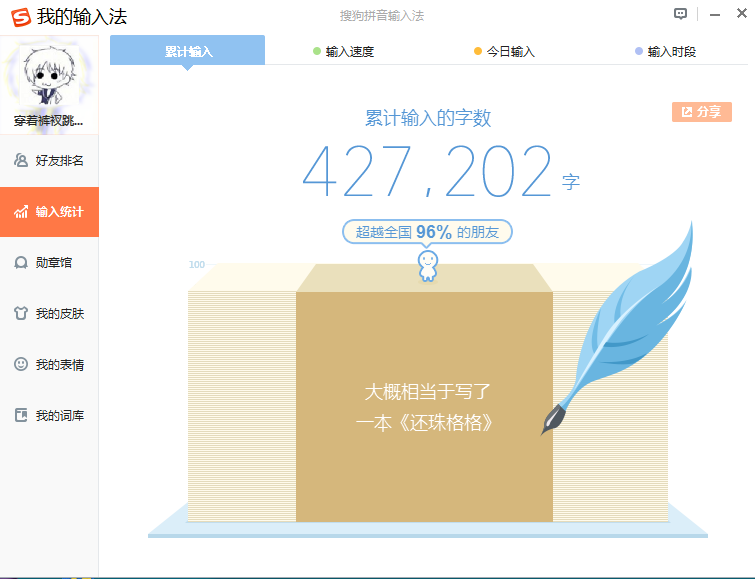 我的输入法
搜狗拼音输入法
累计输入
输入速度
今日输入
输入时段
穿着裤衩跳...
好友排名
输入统计
勋章馆
我的皮肤
我的表情
我的词库
累计输入的字数
分享
427,202 字
超越全国 96% 的朋友
100
大概相当于写了
一本《还珠格格》